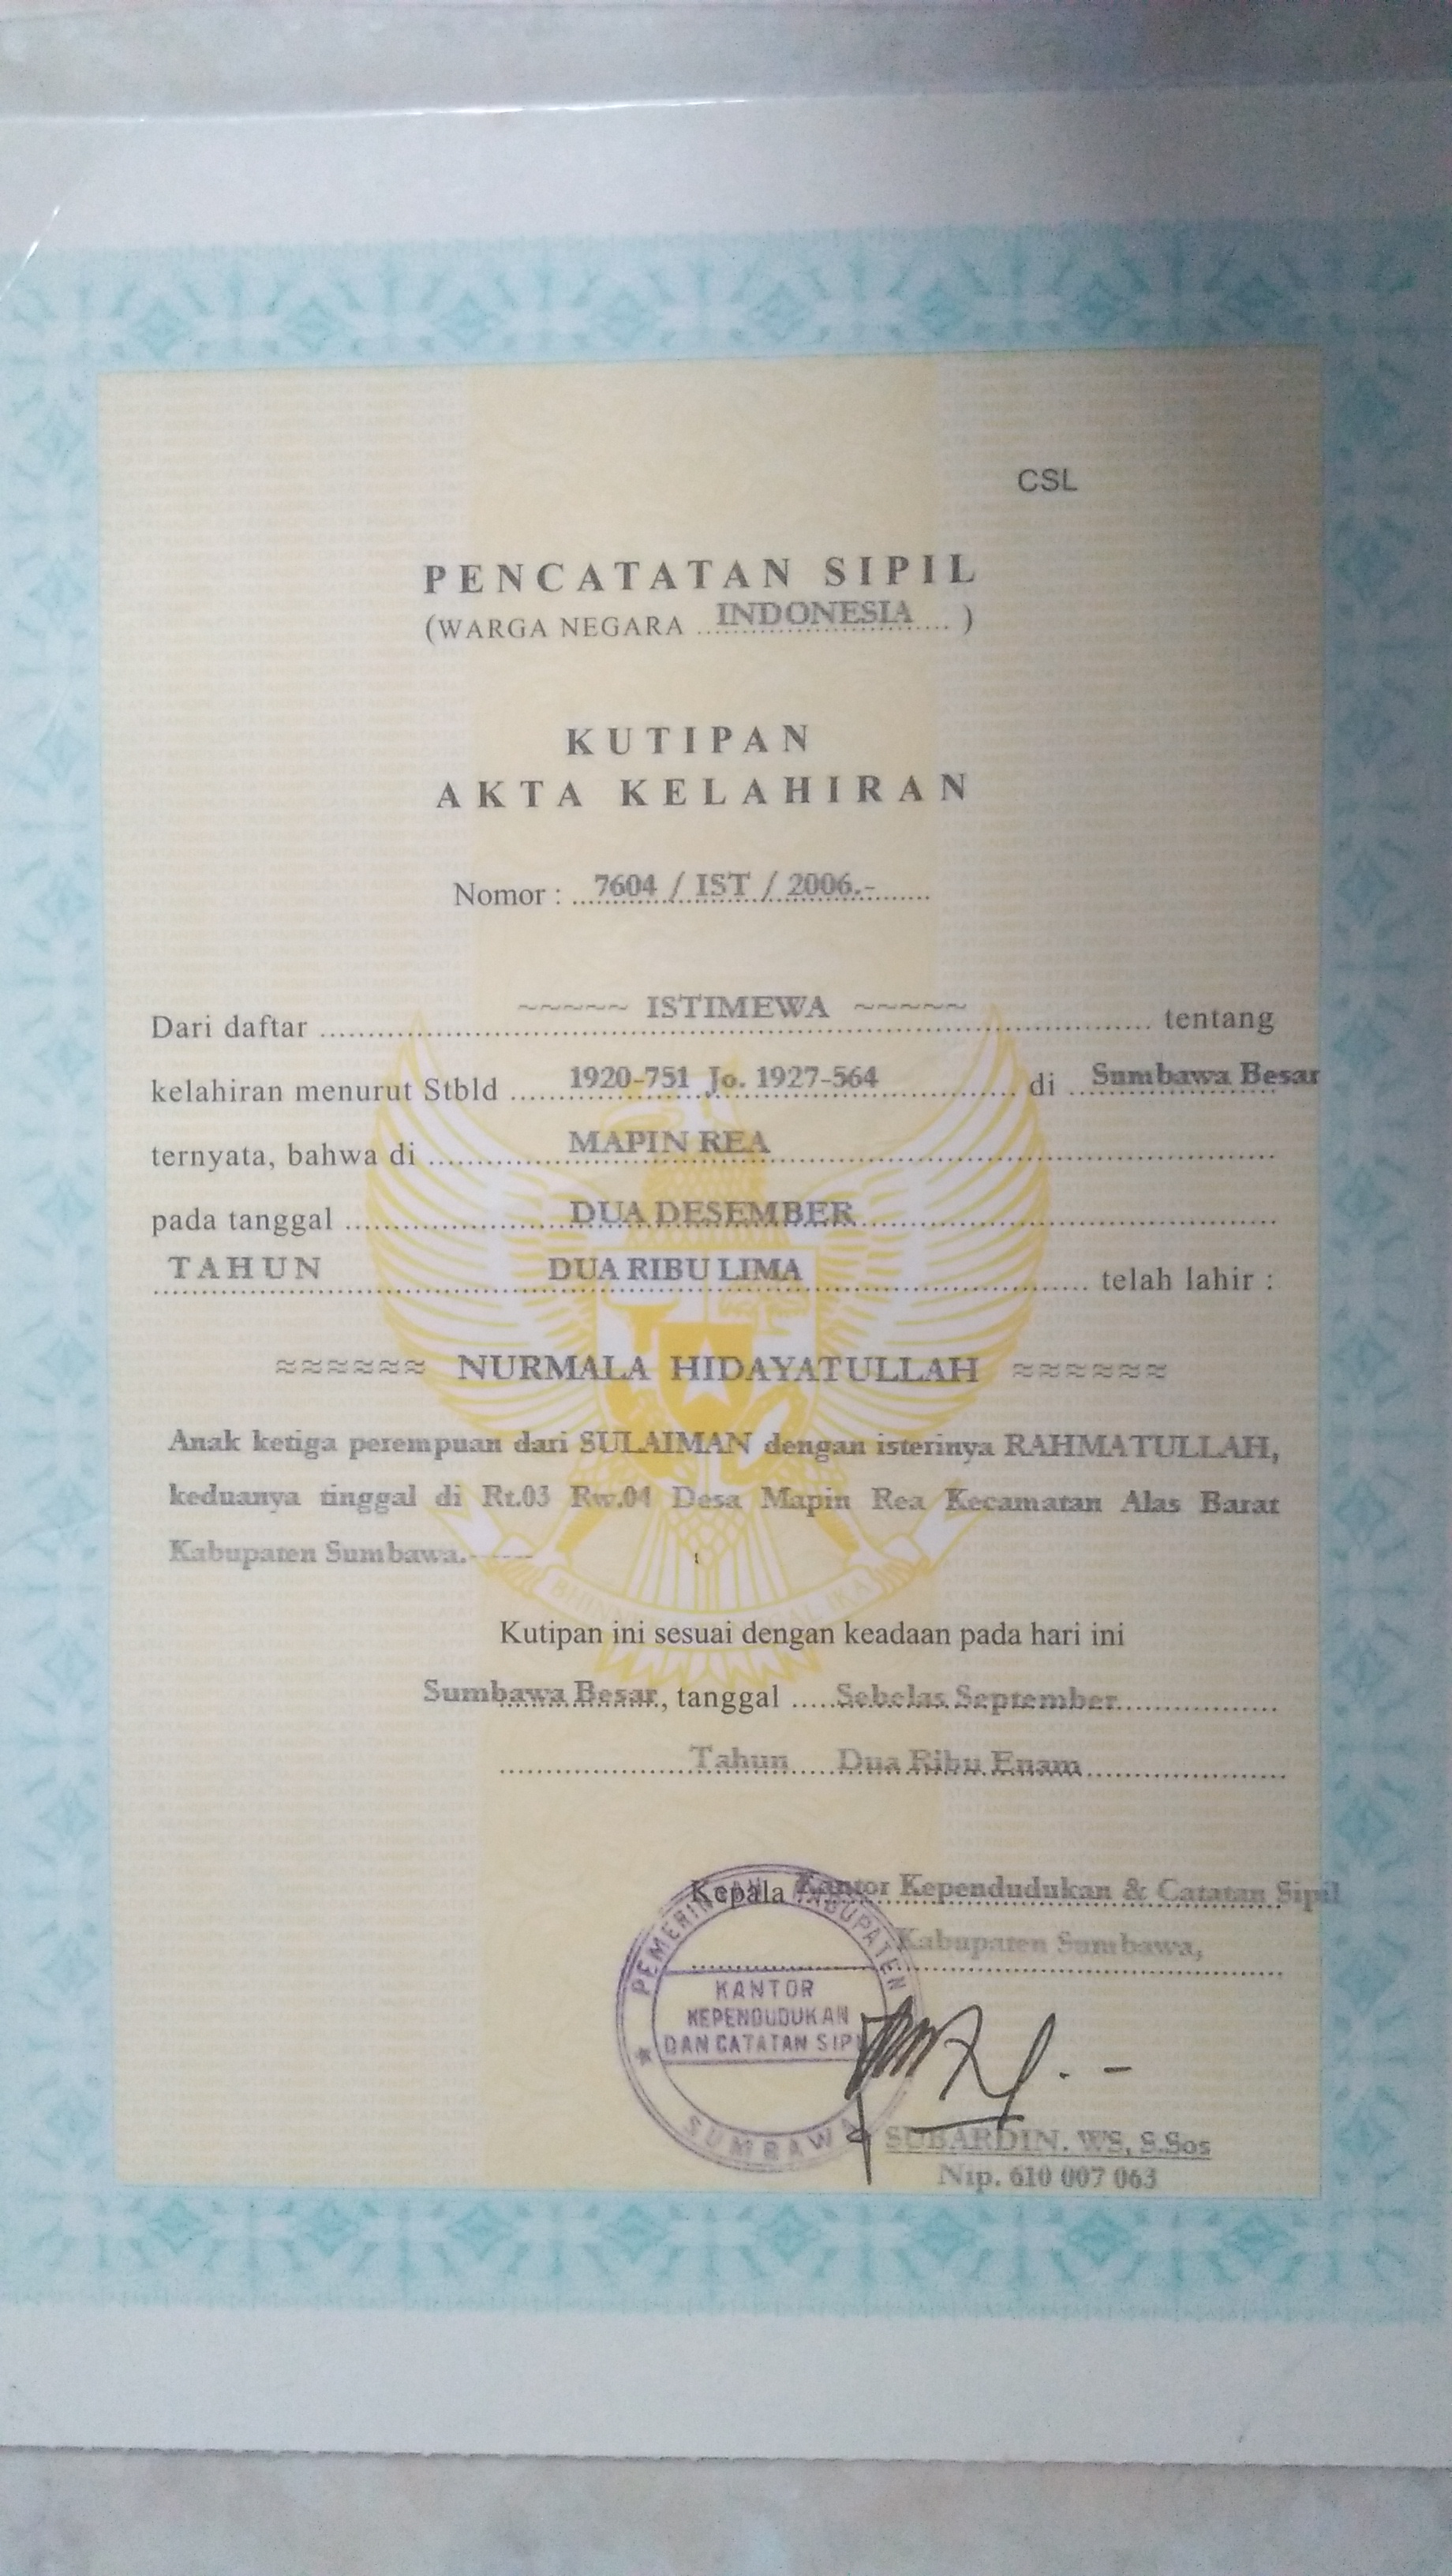 CSL
PENCATATAN SIPIL
(WARGA NEGARA INDONESIA)
KUTIPAN
AKTA KELAHIRAN
Nomor : 7604 / IST / 2006.-
Dari daftar ~~~~~ ISTIMEWA ~~~~~ tentang
kelahiran menurut Stbld 1920-751 Jo. 1927-564 di Sumbawa Besar
ternyata, bahwa di MAPIN REA
pada tanggal DUA DESEMBER
TAHUN DUA RIBU LIMA telah lahir :
≈≈≈≈≈≈ NURMALA HIDAYATULLAH ≈≈≈≈≈≈
Anak ketiga perempuan dari SULAIMAN dengan isterinya RAHMATULLAH,
keduanya tinggal di Rt.03 Rw.04 Desa Mapin Rea Kecamatan Alas Barat
Kabupaten Sumbawa.-----
Kutipan ini sesuai dengan keadaan pada hari ini
Sumbawa Besar, tanggal Sebelas September
Tahun Dua Ribu Enam
Kepala Kantor Kependudukan & Catatan Sipil
Kabupaten Sumbawa,
PEMERINTAH KABUPATEN
KANTOR
KEPENDUDUKAN
DAN CATATAN SIPIL
SUMBAWA
SUBARDIN. WS, S.Sos
Nip. 610 007 063